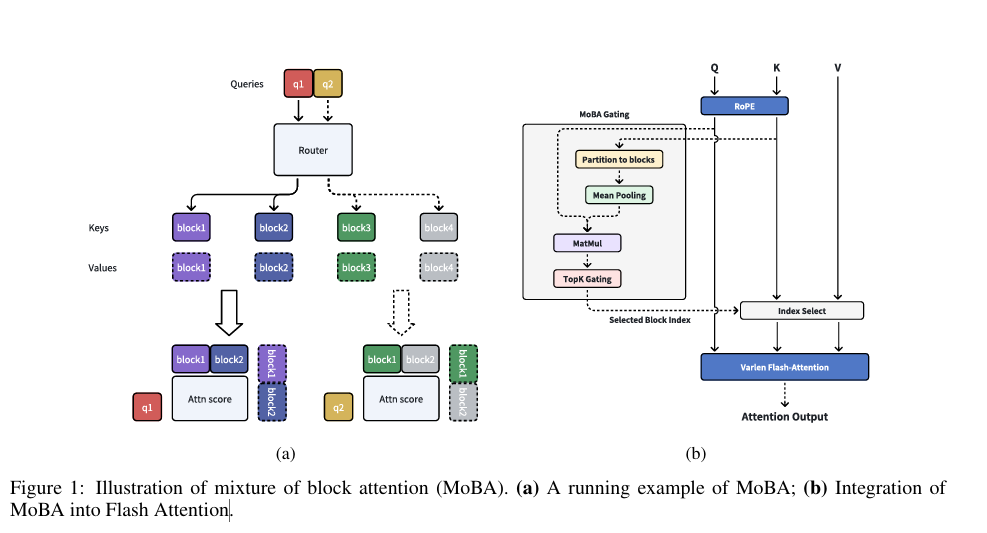 Queries
q1 q2
Router
Keys
block1 block2 block3 block4
Values
block1 block2 block3 block4
block1 block2
block1
block2
Attn score
q1
block1 block2
block1
block2
Attn score
q2
(a)
Q K V
RoPE
MoBA Gating
Partition to blocks
Mean Pooling
MatMul
TopK Gating
Selected Block Index
Index Select
Varlen Flash-Attention
Attention Output
(b)
Figure 1: Illustration of mixture of block attention (MoBA). (a) A running example of MoBA; (b) Integration of
MoBA into Flash Attention.